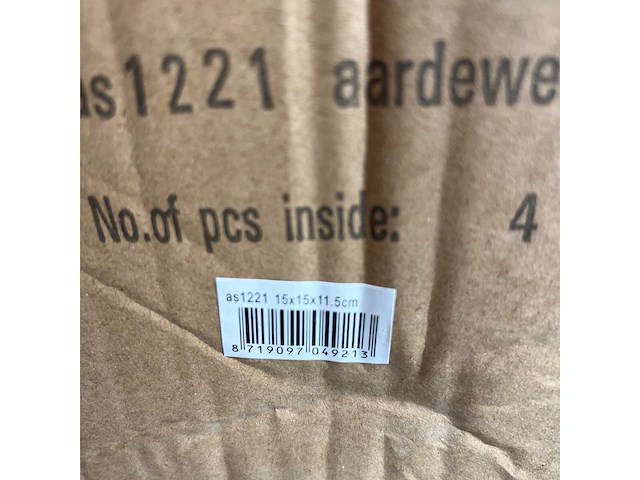 as1221 aardewe
No.of pcs inside: 4
as1221 15x15x11.5cm
8 719097 049213